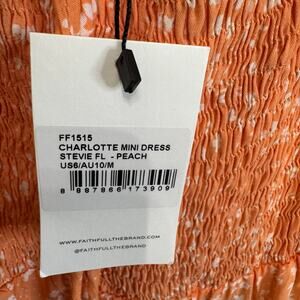 FF1515
CHARLOTTE MINI DRESS
STEVIE FL - PEACH
US6/AU10/M
8 887866 173909
WWW.FAITHFULLTHEBRAND.COM
@FAITHFULLTHEBRAND